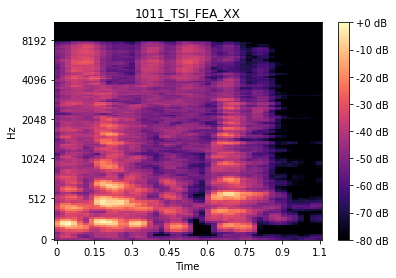 1011_TSI_FEA_XX
+0 dB
8192
-10 dB
4096
-20 dB
-30 dB
2048
Hz
-40 dB
1024
-50 dB
512
-60 dB
-70 dB
0
-80 dB
0 0.15 0.3 0.45 0.6 0.75 0.9 1.1
Time